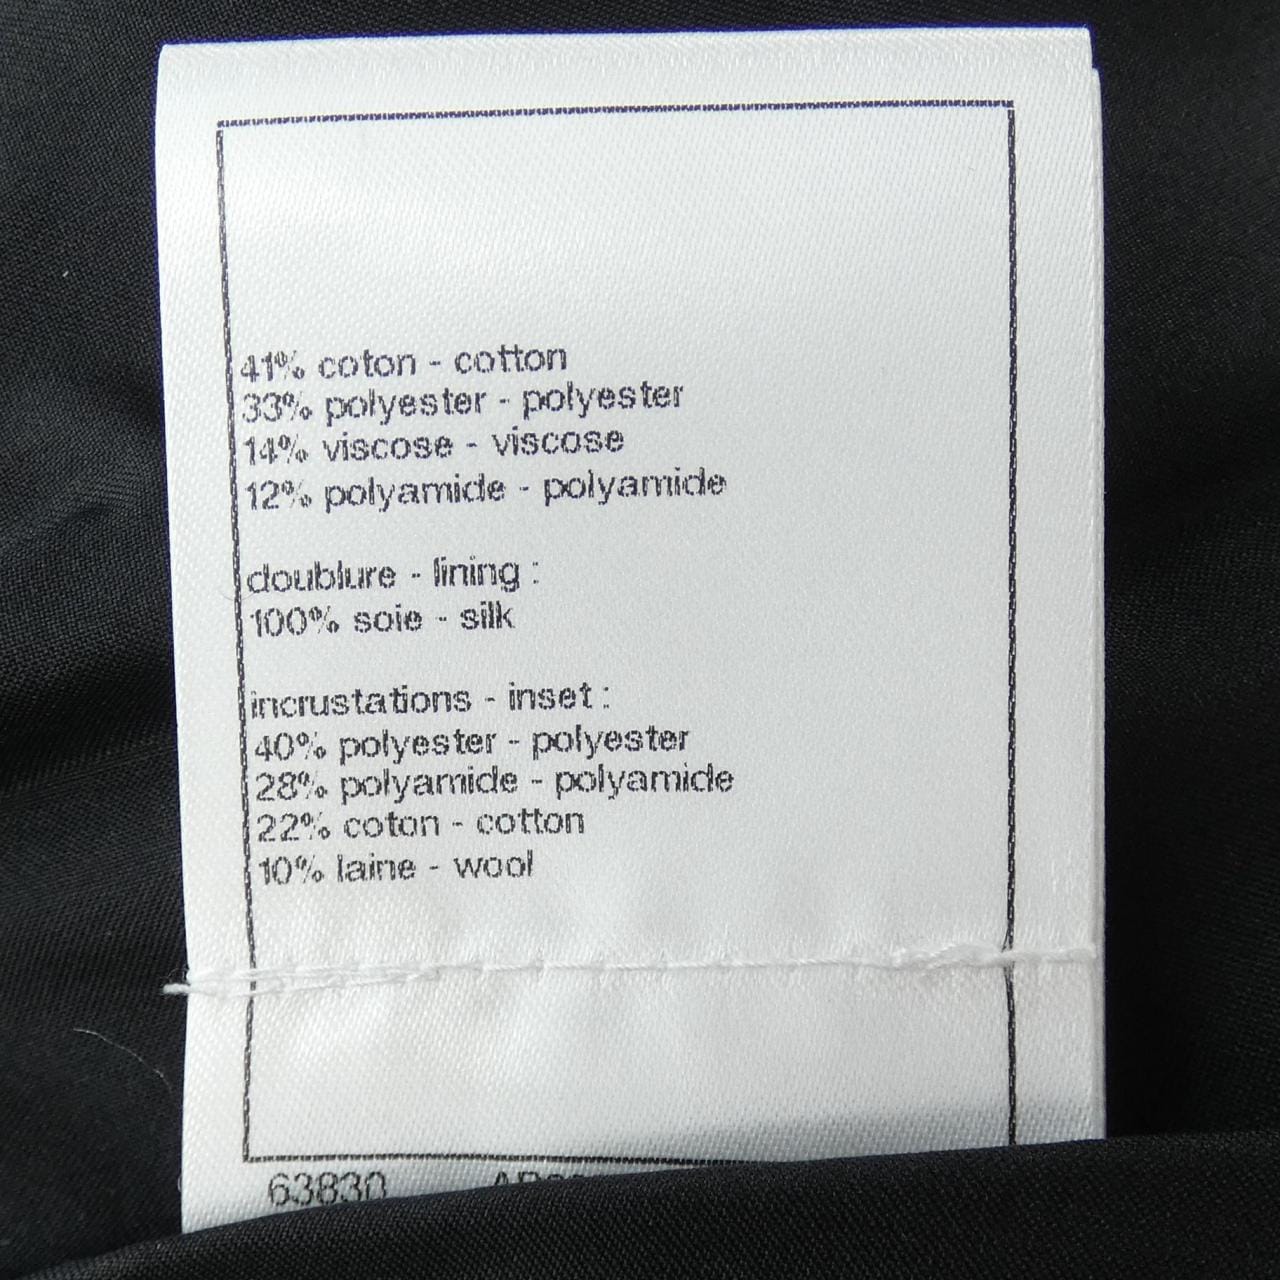 41% coton - cotton
33% polyester - polyester
14% viscose - viscose
12% polyamide - polyamide
doublure - lining :
100% soie - silk
incrustations - inset :
40% polyester - polyester
28% polyamide - polyamide
22% coton - cotton
10% laine - wool
63830